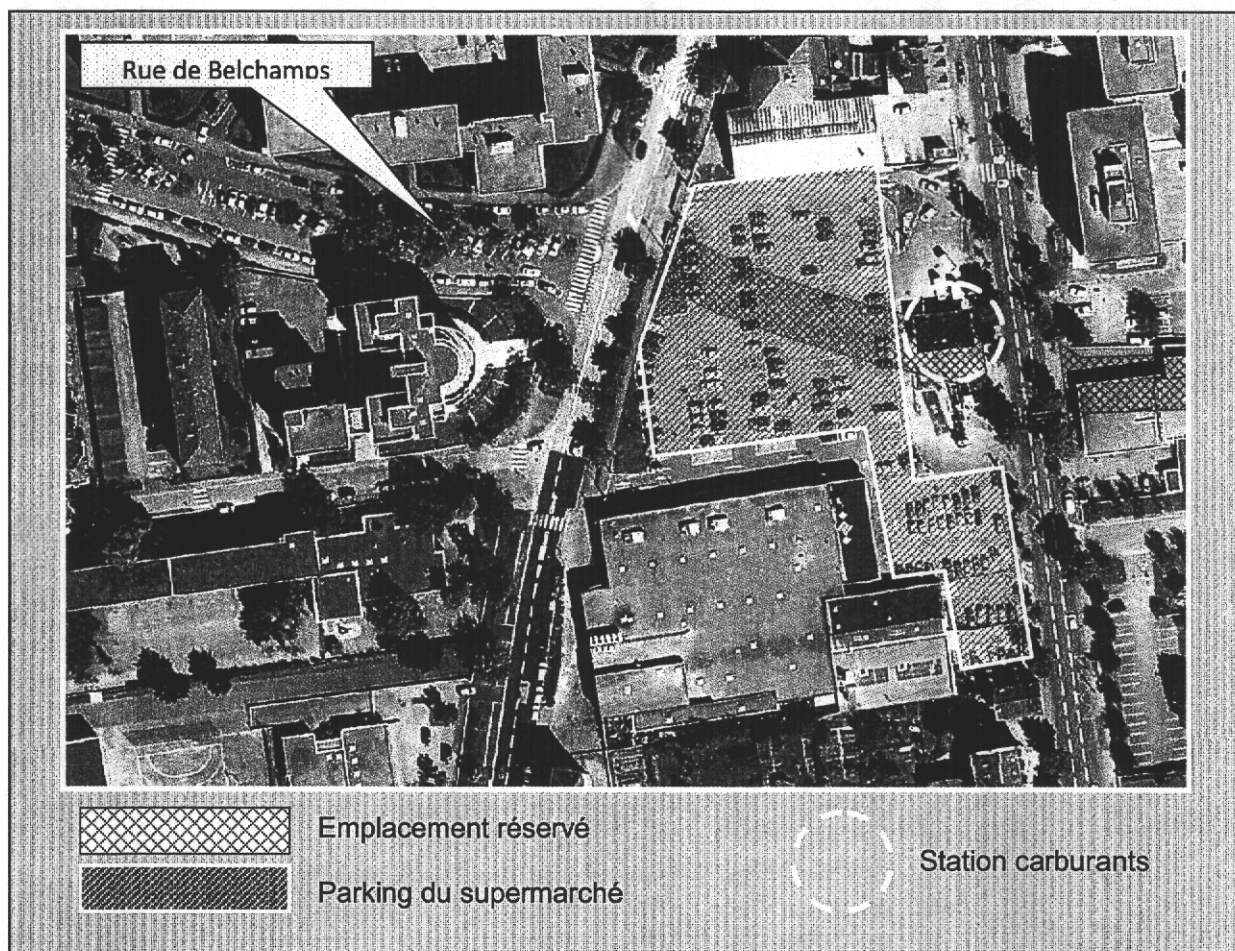 Rue de Belchamps
Emplacement réservé
Parking du supermarché
Station carburants